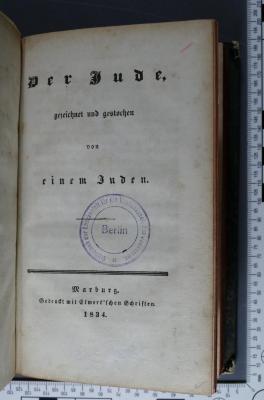 Der Jude,
gezeichnet und gestochen
von
einem Juden.
Berlin
Marburg.
Gedruckt mit Elwert'schen Schriften.
1834.